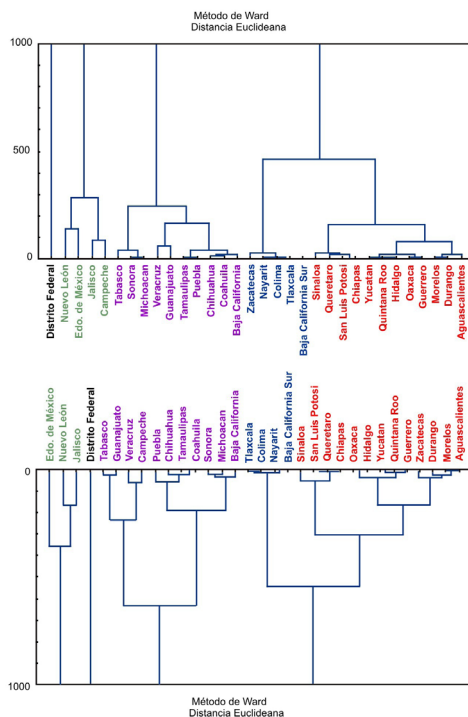 Método de Ward
Distancia Euclideana
1000
500
0
Distrito Federal
Nuevo León
Edo. de México
Jalisco
Campeche
Tabasco
Sonora
Michoacan
Veracruz
Guanajuato
Tamaulipas
Puebla
Chihuahua
Coahuila
Baja California
Zacatecas
Nayarit
Colima
Tlaxcala
Baja California Sur
Sinaloa
Queretaro
San Luis Potosi
Chiapas
Yucatan
Quintana Roo
Hidalgo
Oaxaca
Guerrero
Morelos
Durango
Aguascalientes
Edo. de México
Nuevo León
Jalisco
Distrito Federal
Tabasco
Guanajuato
Veracruz
Campeche
Puebla
Chihuahua
Tamaulipas
Coahuila
Sonora
Michoacan
Baja California
Tlaxcala
Colima
Nayarit
Baja California Sur
Sinaloa
San Luis Potosi
Queretaro
Chiapas
Oaxaca
Hidalgo
Yucatan
Quintana Roo
Guerrero
Zacatecas
Durango
Morelos
Aguascalientes
0
1000
Método de Ward
Distancia Euclideana